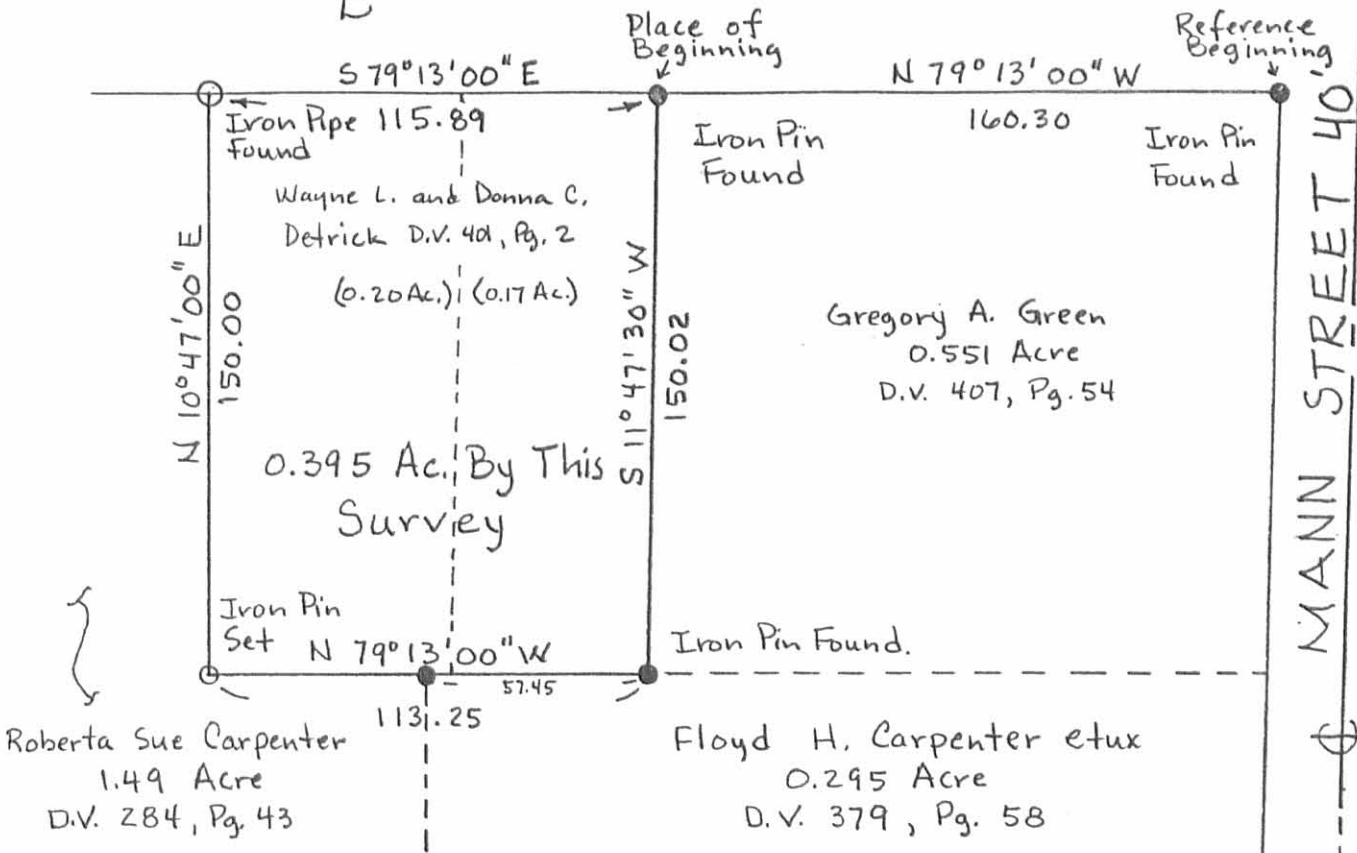 Place of
Beginning
Reference
Beginning
S 79°13'00" E
N 79°13'00" W
Iron Pipe 115.89
Found
160.30
Iron Pin
Found
Iron Pin
Found
MANN STREET 40'
Wayne L. and Donna C.
Detrick D.V. 401, Pg. 2
(0.20 Ac.) (0.17 Ac.)
N 10°47'00" E
150.00
S 11°47'30" W
150.02
Gregory A. Green
0.551 Acre
D.V. 407, Pg. 54
0.395 Ac. By This
Survey
Iron Pin
Set
N 79°13'00" W
57.45
Iron Pin Found.
113.25
Roberta Sue Carpenter
1.49 Acre
D.V. 284, Pg. 43
Floyd H. Carpenter etux
0.295 Acre
D.V. 379, Pg. 58